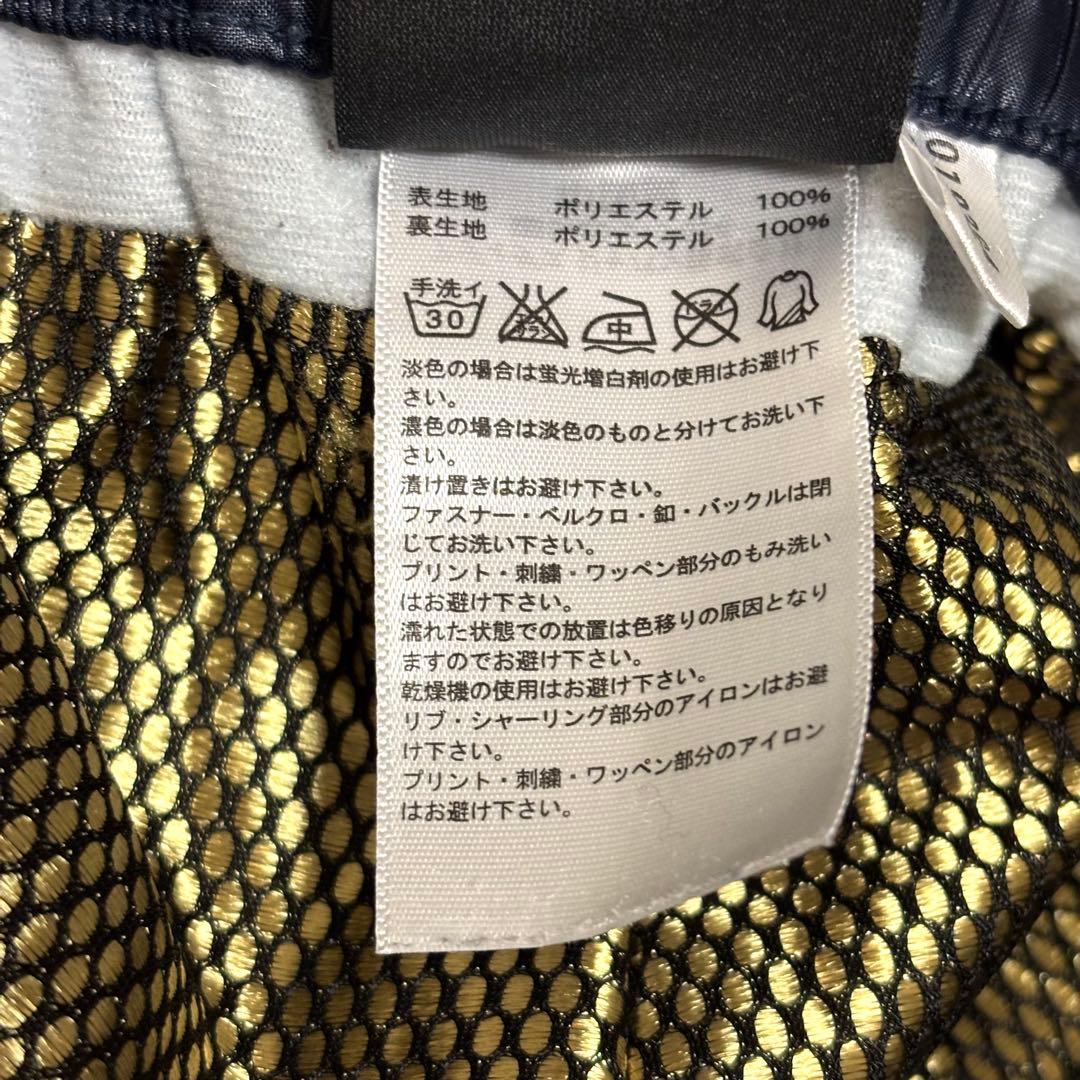 表生地 ポリエステル 100%
裏生地 ポリエステル 100%
手洗イ
30
中
淡色の場合は蛍光増白剤の使用はお避け下
さい。
濃色の場合は淡色のものと分けてお洗い下
さい。
漬け置きはお避け下さい。
ファスナー・ベルクロ・釦・バックルは閉
じてお洗い下さい。
プリント・刺繍・ワッペン部分のもみ洗い
はお避け下さい。
濡れた状態での放置は色移りの原因となり
ますのでお避け下さい。
乾燥機の使用はお避け下さい。
リブ・シャーリング部分のアイロンはお避
け下さい。
プリント・刺繍・ワッペン部分のアイロン
はお避け下さい。